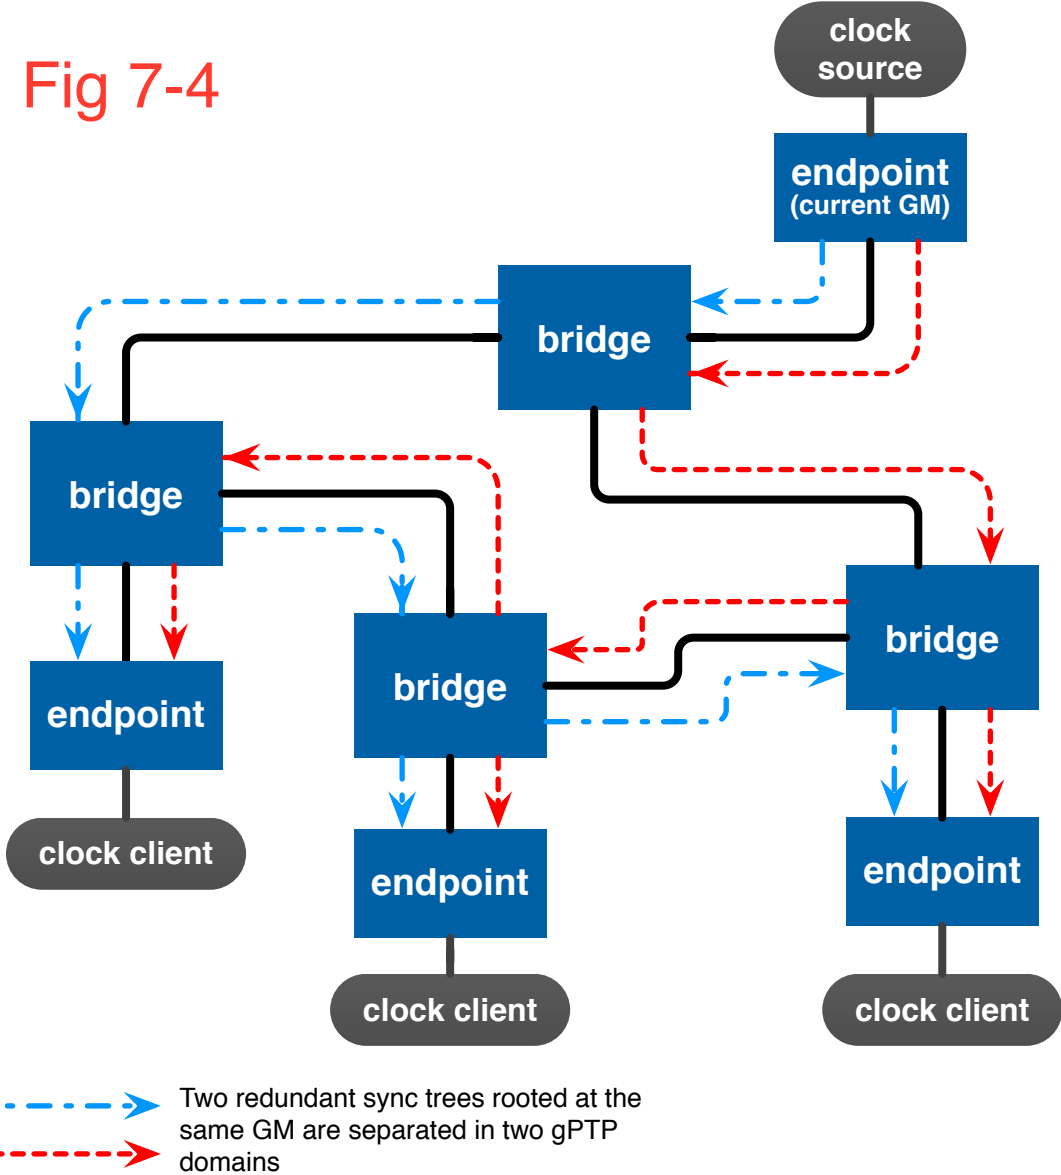 Fig 7-4
clock
source
endpoint
(current GM)
bridge
bridge
bridge
bridge
endpoint
endpoint
endpoint
clock client
clock client
clock client
Two redundant sync trees rooted at the
same GM are separated in two gPTP
domains